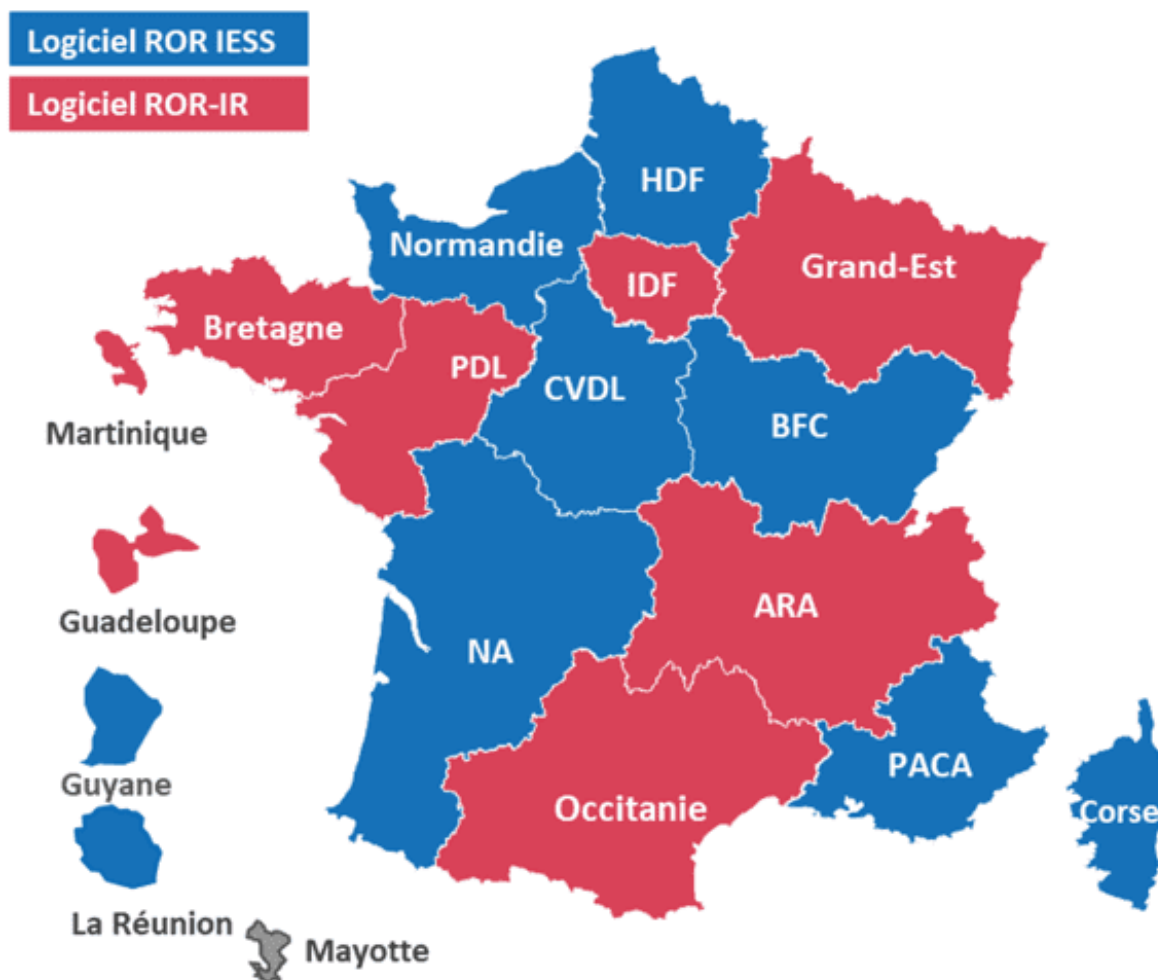 Logiciel ROR IESS
Logiciel ROR-IR
HDF
Normandie
IDF
Grand-Est
Bretagne
PDL
CVDL
BFC
Martinique
Guadeloupe
ARA
NA
Guyane
PACA
Occitanie
Corse
La Réunion
Mayotte